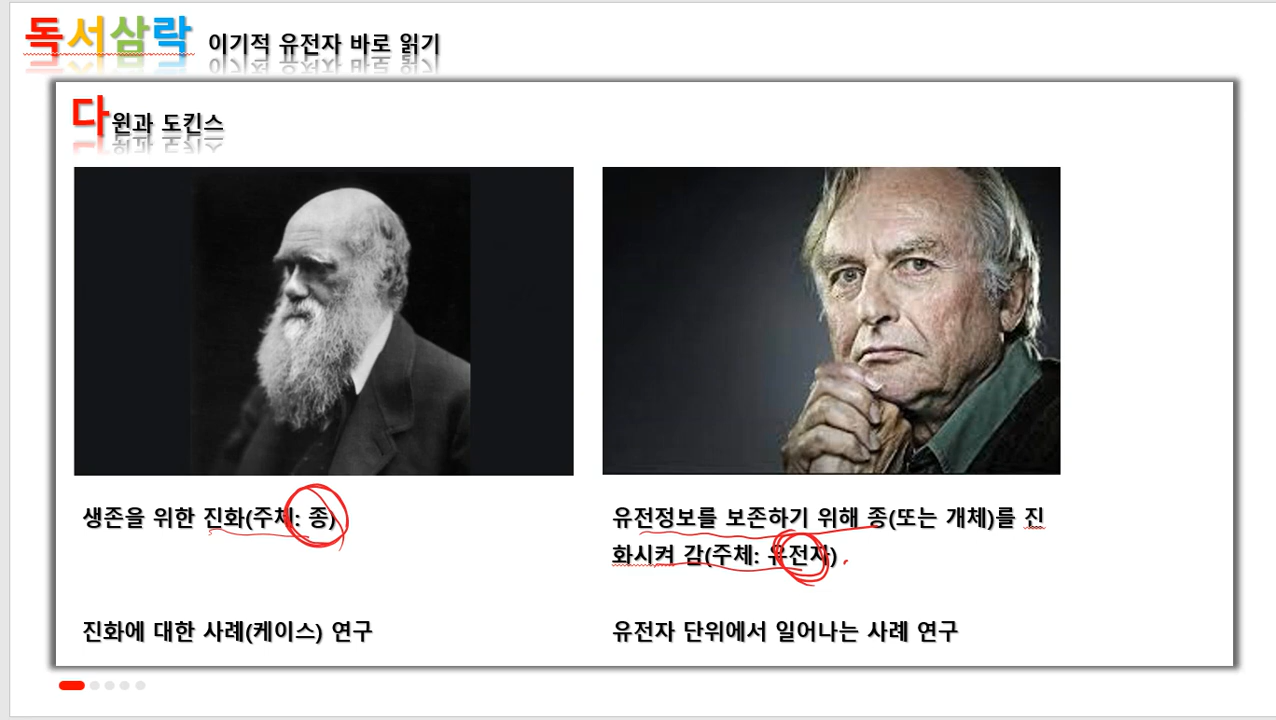 독서삼락 이기적 유전자 바로 읽기
다윈과 도킨스
생존을 위한 진화(주체: 종)
유전정보를 보존하기 위해 종(또는 개체)를 진
화시켜 감(주체: 유전자)
진화에 대한 사례(케이스) 연구
유전자 단위에서 일어나는 사례 연구